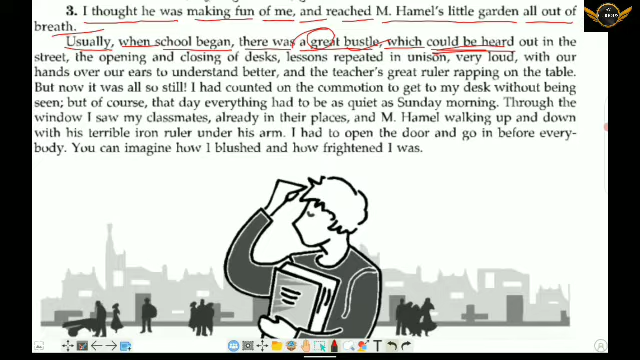 3. I thought he was making fun of me, and reached M. Hamel's little garden all out of
breath.
Usually, when school began, there was a great bustle, which could be heard out in the
street, the opening and closing of desks, lessons repeated in unison, very loud, with our
hands over our ears to understand better, and the teacher's great ruler rapping on the table.
But now it was all so still! I had counted on the commotion to get to my desk without being
seen; but of course, that day everything had to be as quiet as Sunday morning. Through the
window I saw my classmates, already in their places, and M. Hamel walking up and down
with his terrible iron ruler under his arm. I had to open the door and go in before every-
body. You can imagine how I blushed and how frightened I was.